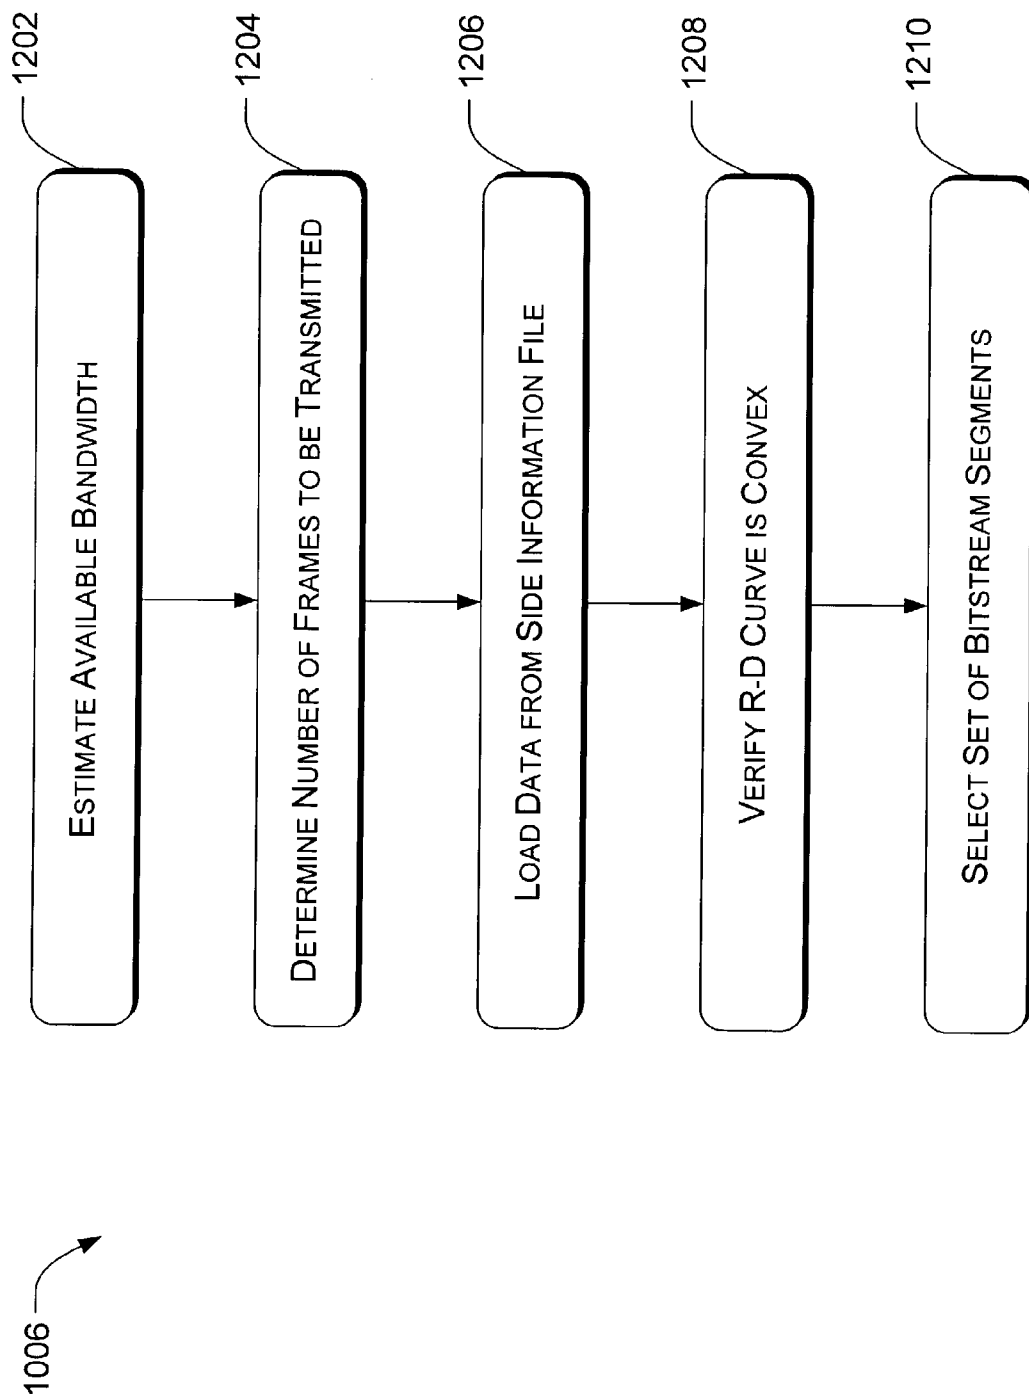 1006
ESTIMATE AVAILABLE BANDWIDTH
1202
DETERMINE NUMBER OF FRAMES TO BE TRANSMITTED
1204
LOAD DATA FROM SIDE INFORMATION FILE
1206
VERIFY R-D CURVE IS CONVEX
1208
SELECT SET OF BITSTREAM SEGMENTS
1210